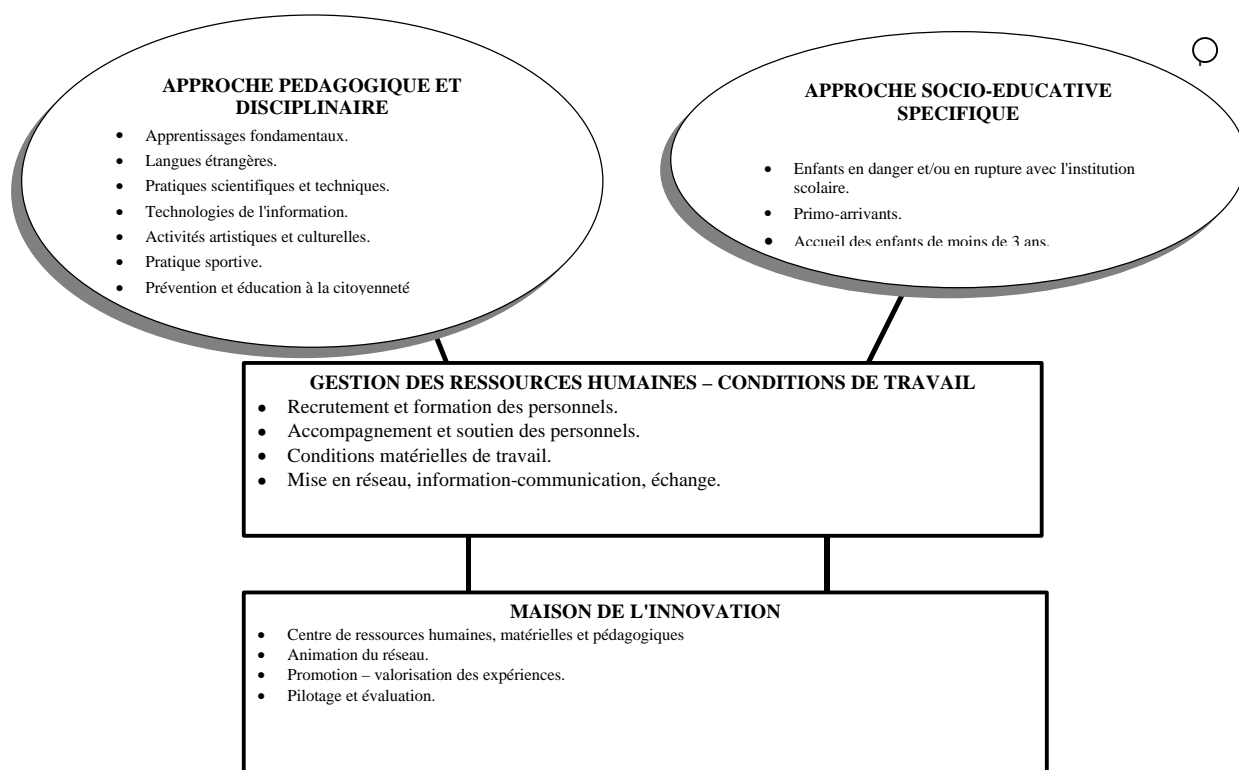 APPROCHE PEDAGOGIQUE ET
DISCIPLINAIRE
• Apprentissages fondamentaux.
• Langues étrangères.
• Pratiques scientifiques et techniques.
• Technologies de l'information.
• Activités artistiques et culturelles.
• Pratique sportive.
• Prévention et éducation à la citoyenneté
APPROCHE SOCIO-EDUCATIVE
SPECIFIQUE
• Enfants en danger et/ou en rupture avec l'institution
scolaire.
• Primo-arrivants.
• Accueil des enfants de moins de 3 ans.
GESTION DES RESSOURCES HUMAINES – CONDITIONS DE TRAVAIL
• Recrutement et formation des personnels.
• Accompagnement et soutien des personnels.
• Conditions matérielles de travail.
• Mise en réseau, information-communication, échange.
MAISON DE L'INNOVATION
• Centre de ressources humaines, matérielles et pédagogiques
• Animation du réseau.
• Promotion – valorisation des expériences.
• Pilotage et évaluation.